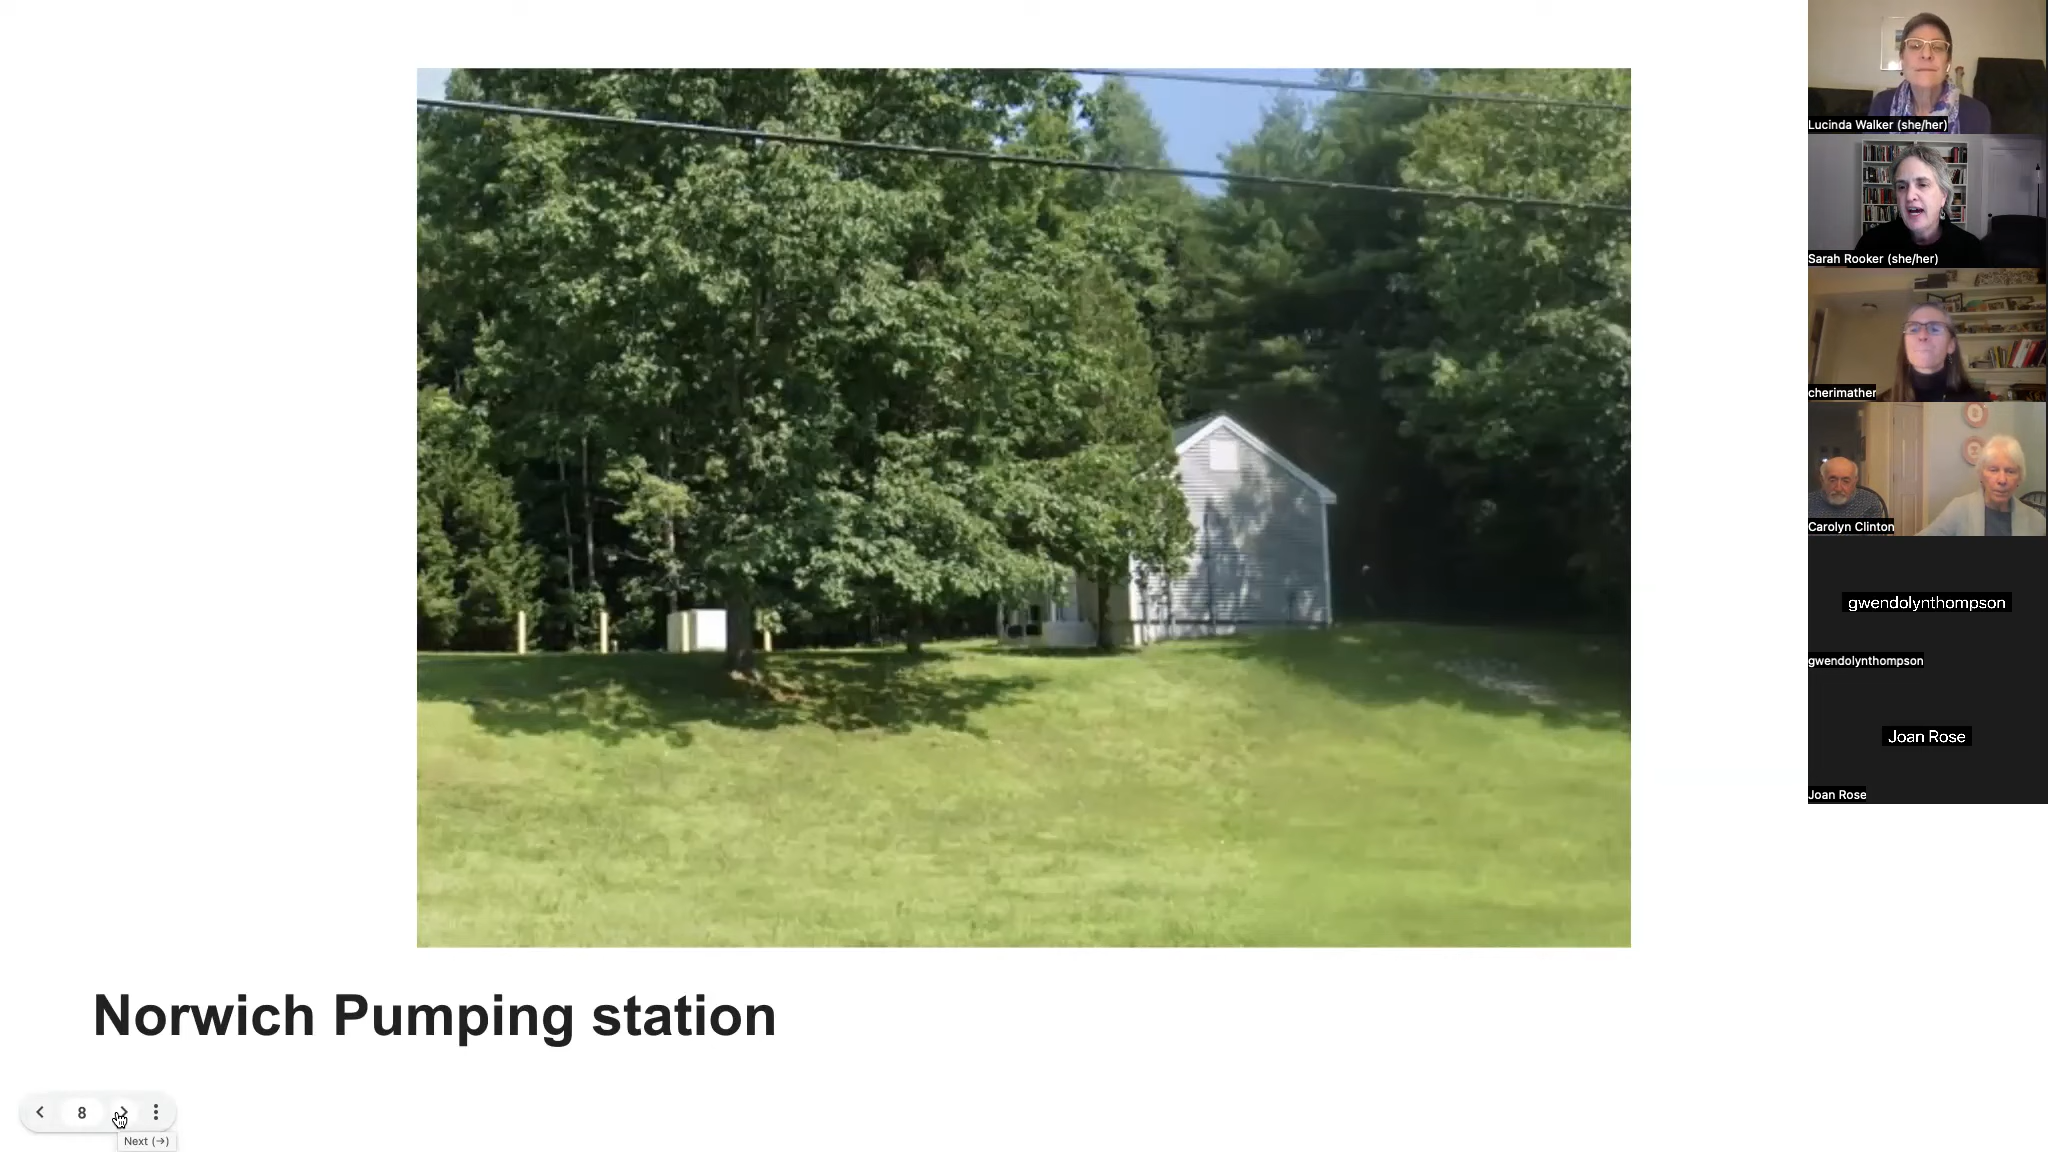 Lucinda Walker (she/her)
Sarah Rooker (she/her)
cherimather
Carolyn Clinton
gwendolynthompson
gwendolynthompson
Joan Rose
Joan Rose
Norwich Pumping station
8
Next (→)